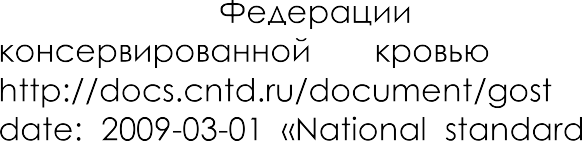 Федерации
консервированной кровью
http://docs.cntd.ru/document/gost
date: 2009-03-01 «National standard